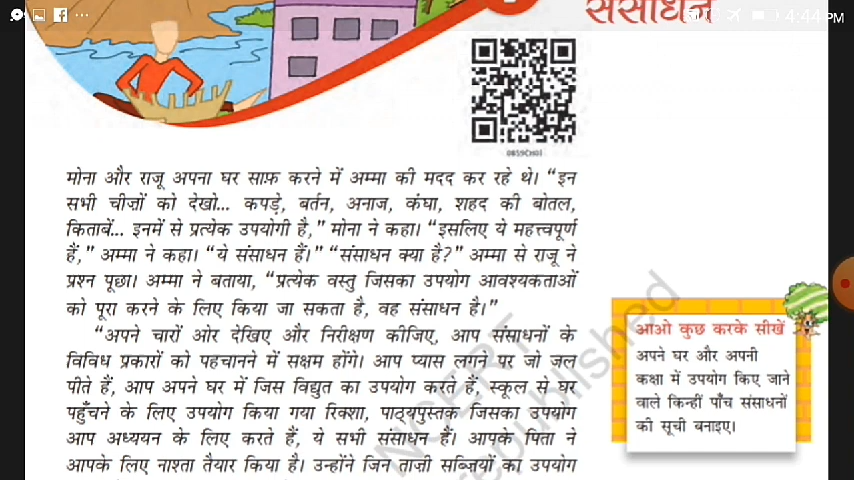 4:44 PM
संसाधन
0859CH01
मोना और राजू अपना घर साफ़ करने में अम्मा की मदद कर रहे थे। “इन
सभी चीज़ों को देखो... कपड़े, बर्तन, अनाज, कंघा, शहद की बोतल,
किताबें... इनमें से प्रत्येक उपयोगी है,” मोना ने कहा। “इसलिए ये महत्त्वपूर्ण
हैं,” अम्मा ने कहा। “ये संसाधन हैं।” “संसाधन क्या है?” अम्मा से राजू ने
प्रश्न पूछा। अम्मा ने बताया, “प्रत्येक वस्तु जिसका उपयोग आवश्यकताओं
को पूरा करने के लिए किया जा सकता है, वह संसाधन है।”
“अपने चारों ओर देखिए और निरीक्षण कीजिए, आप संसाधनों के
विविध प्रकारों को पहचानने में सक्षम होंगे। आप प्यास लगने पर जो जल
पीते हैं, आप अपने घर में जिस विद्युत का उपयोग करते हैं, स्कूल से घर
पहुँचने के लिए उपयोग किया गया रिक्शा, पाठ्यपुस्तक जिसका उपयोग
आप अध्ययन के लिए करते हैं, ये सभी संसाधन हैं। आपके पिता ने
आपके लिए नाश्ता तैयार किया है। उन्होंने जिन ताज़ी सब्ज़ियों का उपयोग
आओ कुछ करके सीखें
अपने घर और अपनी
कक्षा में उपयोग किए जाने
वाले किन्हीं पाँच संसाधनों
की सूची बनाइए।
NCERT
republished